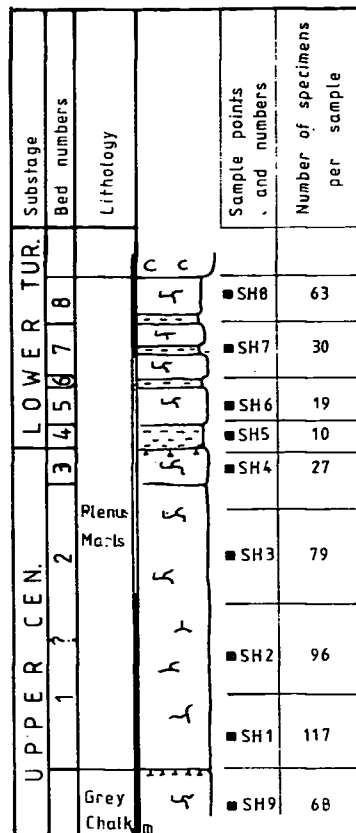 Substage
Bed numbers
Lithology
Sample points
and numbers
Number of specimens
per sample
LOWER TUR.
UPPER CEN.
C C
8
SH8 63
7
SH7 30
6
5
SH6 19
4
SH5 10
3
SH4 27
Plenus
Marls
2
SH3 79
?
SH2 96
1
SH1 117
Grey
Chalk m
SH9 68